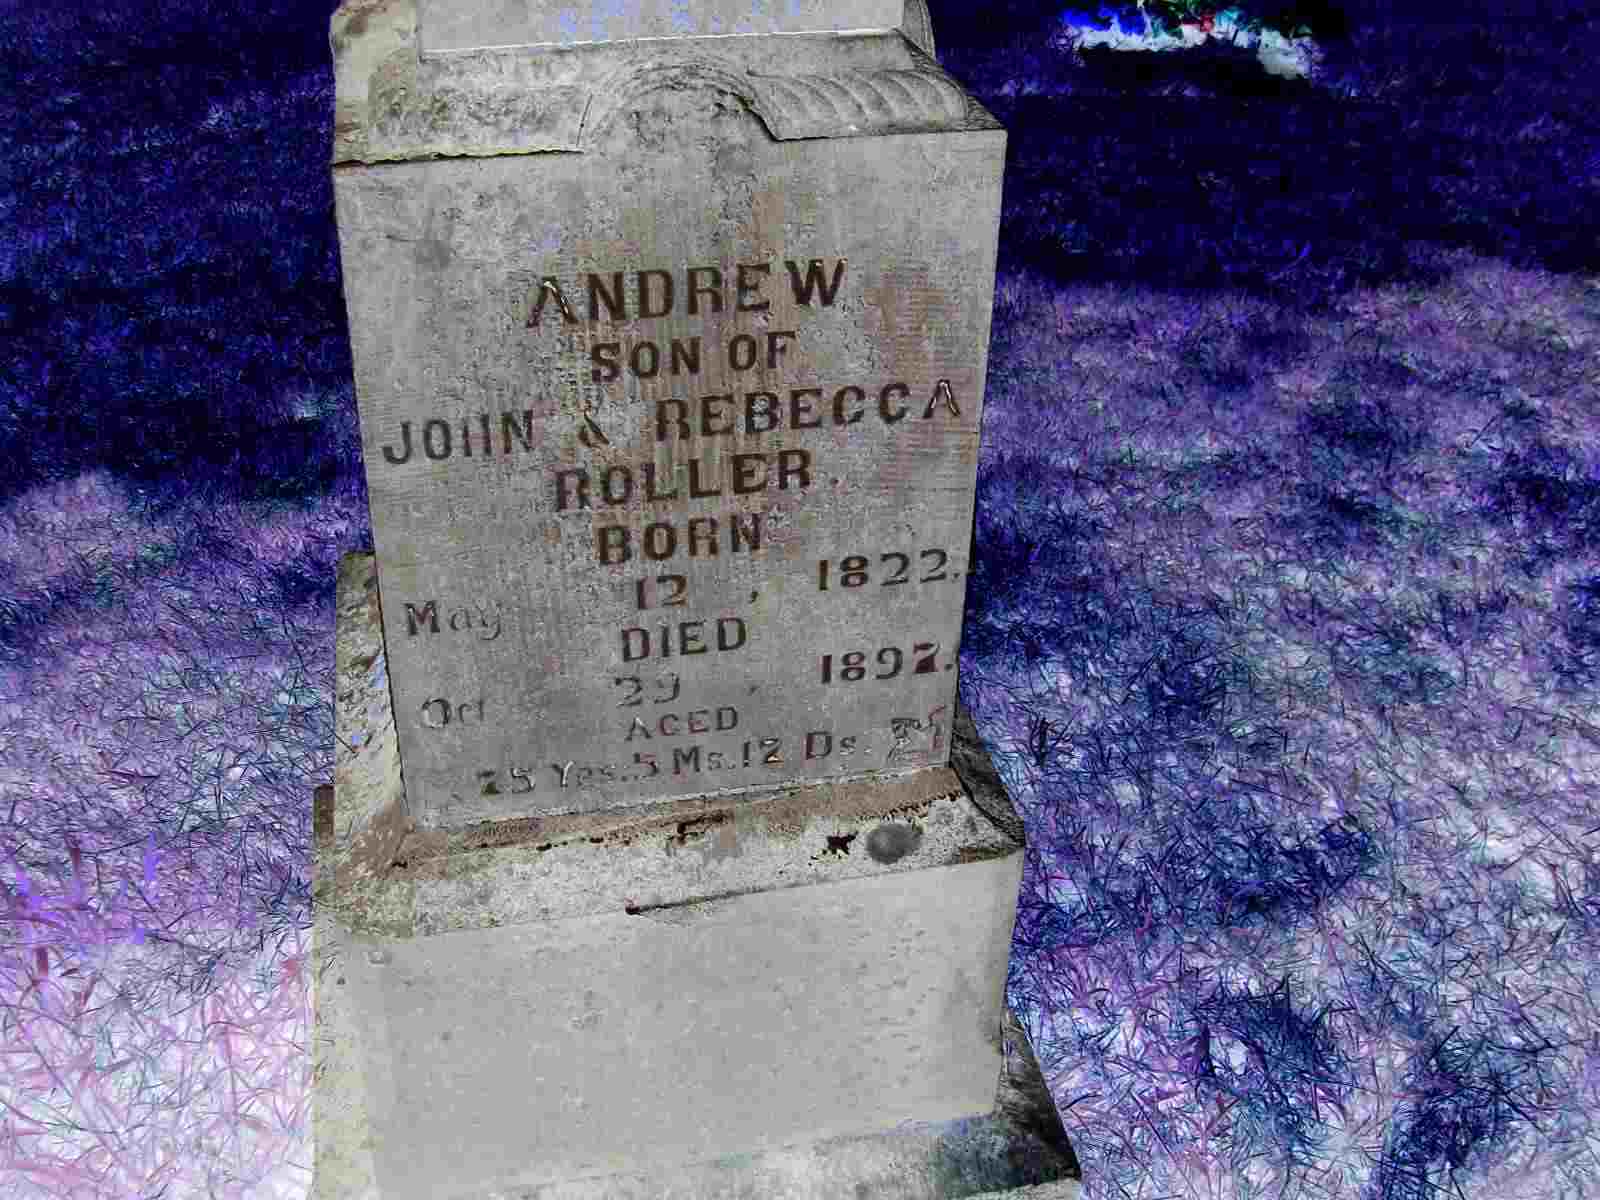 ANDREW
SON OF
JOHN & REBECCA
ROLLER.
BORN
May 12, 1822.
DIED
Oct 29, 1897.
AGED
75 Yrs. 5 Ms. 12 Ds.